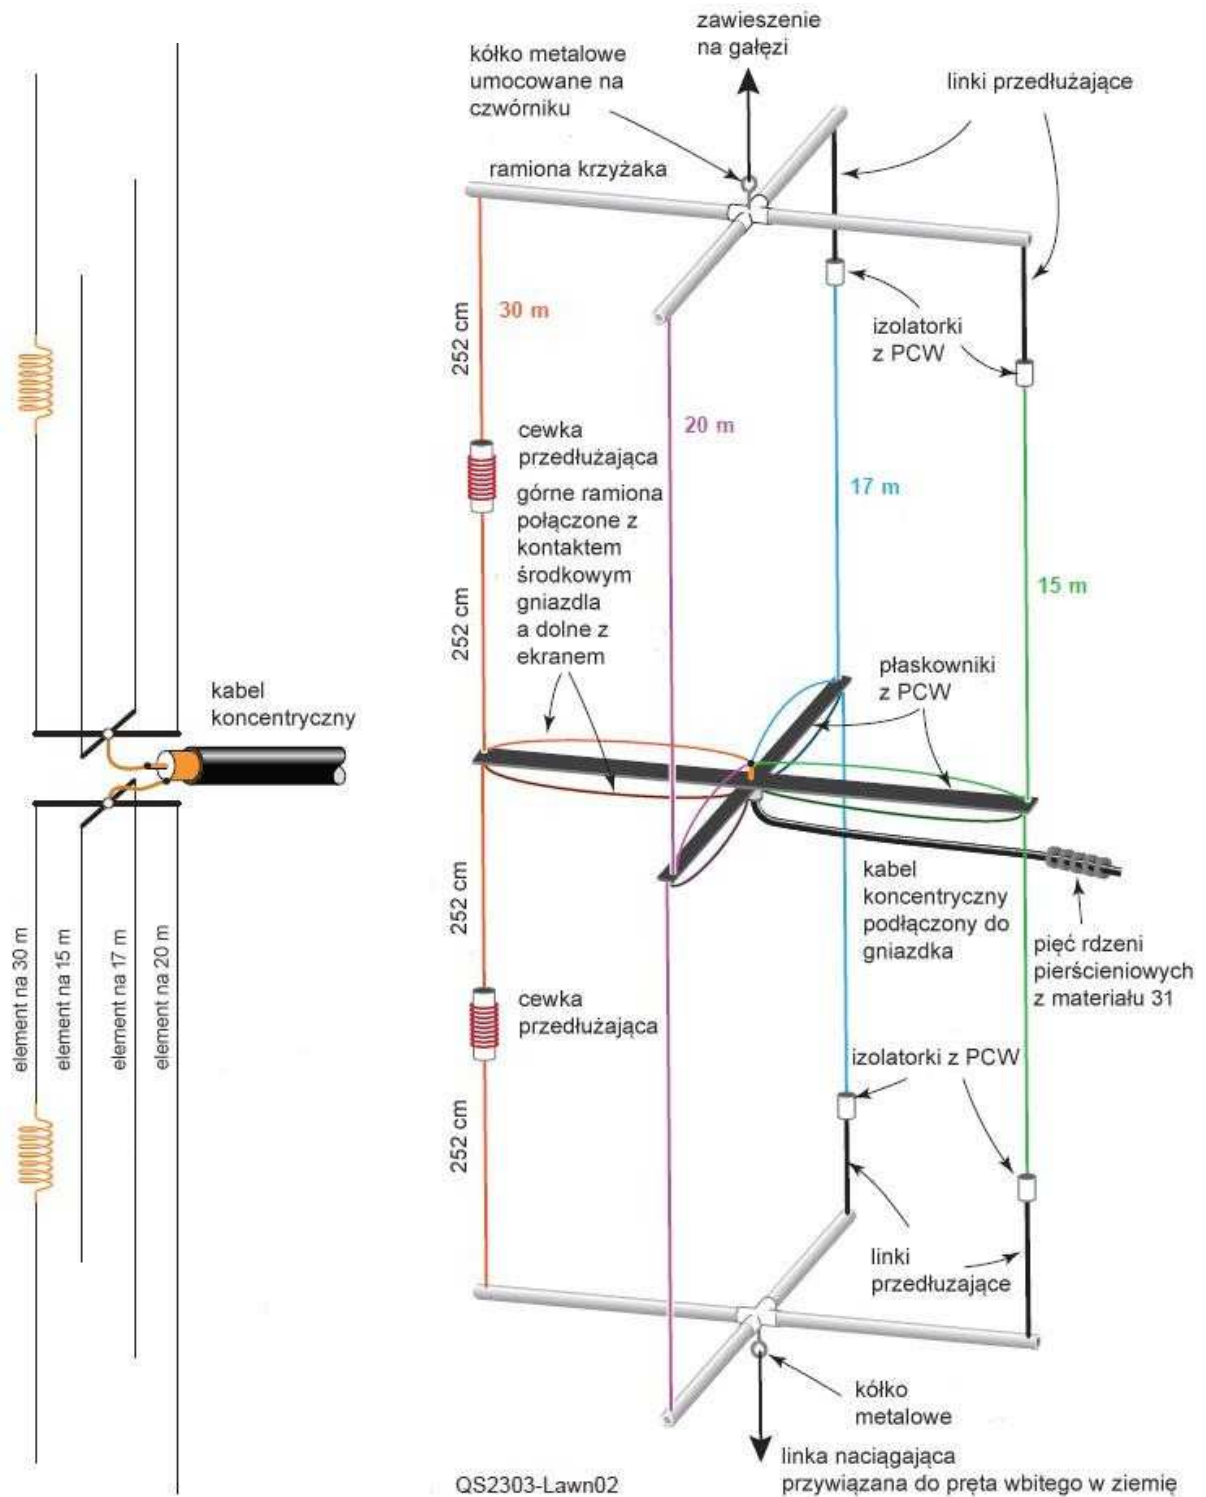 zawieszenie
na gałęzi
kółko metalowe
umocowane na
czwórniku
linki przedłużające
ramiona krzyżaka
30 m
252 cm
izolatorki
z PCW
20 m
cewka
przedłużająca
17 m
górne ramiona
połączone z
kontaktem
środkowym
gniazdla
a dolne z
ekranem
252 cm
15 m
płaskowniki
z PCW
kabel
koncentryczny
252 cm
kabel
koncentryczny
podłączony do
gniazdka
pięć rdzeni
pierścieniowych
z materiału 31
element na 30 m
element na 15 m
element na 17 m
element na 20 m
cewka
przedłużająca
izolatorki z PCW
252 cm
linki
przedłuzające
kółko
metalowe
linka naciągająca
przywiązana do pręta wbitego w ziemię
QS2303-Lawn02